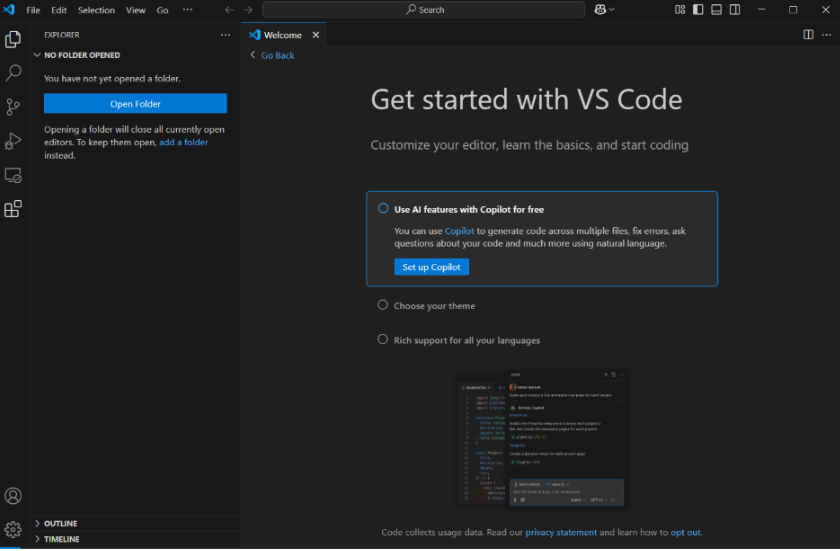 File Edit Selection View Go ··· Search
EXPLORER ···
NO FOLDER OPENED
You have not yet opened a folder.
Open Folder
Opening a folder will close all currently open
editors. To keep them open, add a folder
instead.
OUTLINE
TIMELINE
Welcome
Go Back
Get started with VS Code
Customize your editor, learn the basics, and start coding
Use AI features with Copilot for free
You can use Copilot to generate code across multiple files, fix errors, ask
questions about your code and much more using natural language.
Set up Copilot
Choose your theme
Rich support for all your languages
GitHub Copilot
Code collects usage data. Read our privacy statement and learn how to opt out.